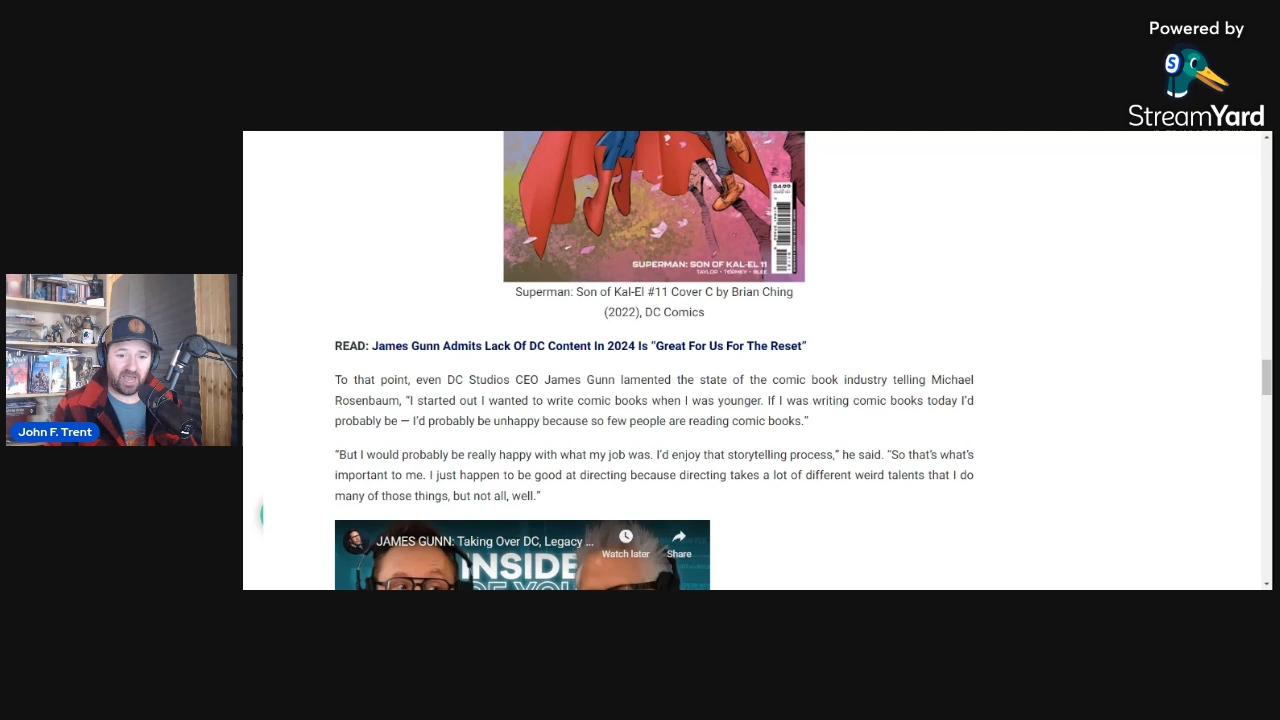 Powered by
S
StreamYard
$4.99
SUPERMAN: SON OF KAL-EL 11
TAYLOR • TORMEY • BLEE
Superman: Son of Kal-El #11 Cover C by Brian Ching
(2022), DC Comics
READ: James Gunn Admits Lack Of DC Content In 2024 Is “Great For Us For The Reset”
To that point, even DC Studios CEO James Gunn lamented the state of the comic book industry telling Michael
Rosenbaum, “I started out I wanted to write comic books when I was younger. If I was writing comic books today I’d
probably be — I’d probably be unhappy because so few people are reading comic books.”
John F. Trent
“But I would probably be really happy with what my job was. I’d enjoy that storytelling process,” he said. “So that’s what’s
important to me. I just happen to be good at directing because directing takes a lot of different weird talents that I do
many of those things, but not all, well.”
JAMES GUNN: Taking Over DC, Legacy ...
Watch later
Share
INSIDE
OF YOU